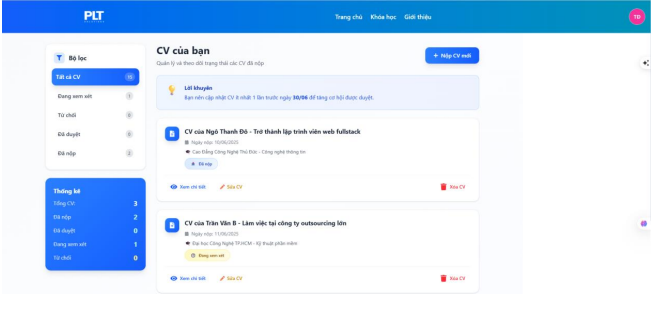 PLT
Trang chủ Khóa học Giới thiệu
TĐ
Bộ lọc
Tất cả CV
Đang xem xét 1
Từ chối 0
Đã duyệt 0
Đã nộp 2
Thống kê
Tổng CV: 3
Đã nộp 2
Đã duyệt 0
Đang xem xét 1
Từ chối 0
CV của bạn
Quản lý và theo dõi trạng thái các CV đã nộp
+ Nộp CV mới
Lời khuyên
Bạn nên cập nhật CV ít nhất 1 lần trước ngày 30/06 để tăng cơ hội được duyệt.
CV của Ngô Thanh Đô - Trở thành lập trình viên web fullstack
Ngày nộp: 10/06/2025
Cao Đẳng Công Nghệ Thủ Đức - Công nghệ thông tin
Đã nộp
Xem chi tiết Sửa CV Xóa CV
CV của Trần Văn B - Làm việc tại công ty outsourcing lớn
Ngày nộp: 11/06/2025
Đại học Công Nghệ TP.HCM - Kỹ thuật phần mềm
Đang xem xét
Xem chi tiết Sửa CV Xóa CV